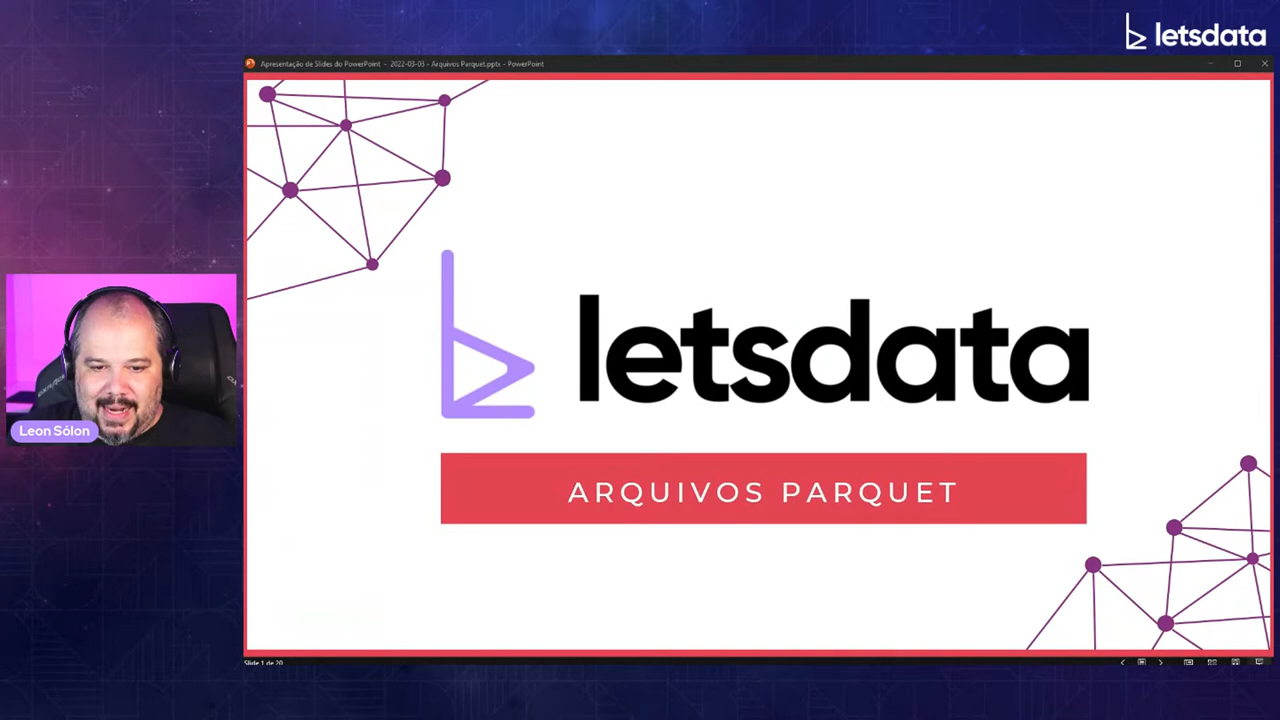 letsdata
Apresentação de Slides do PowerPoint - 2022-03-03 - Arquivos Parquet.pptx - PowerPoint
letsdata
ARQUIVOS PARQUET
Leon Sólon
Slide 1 de 20